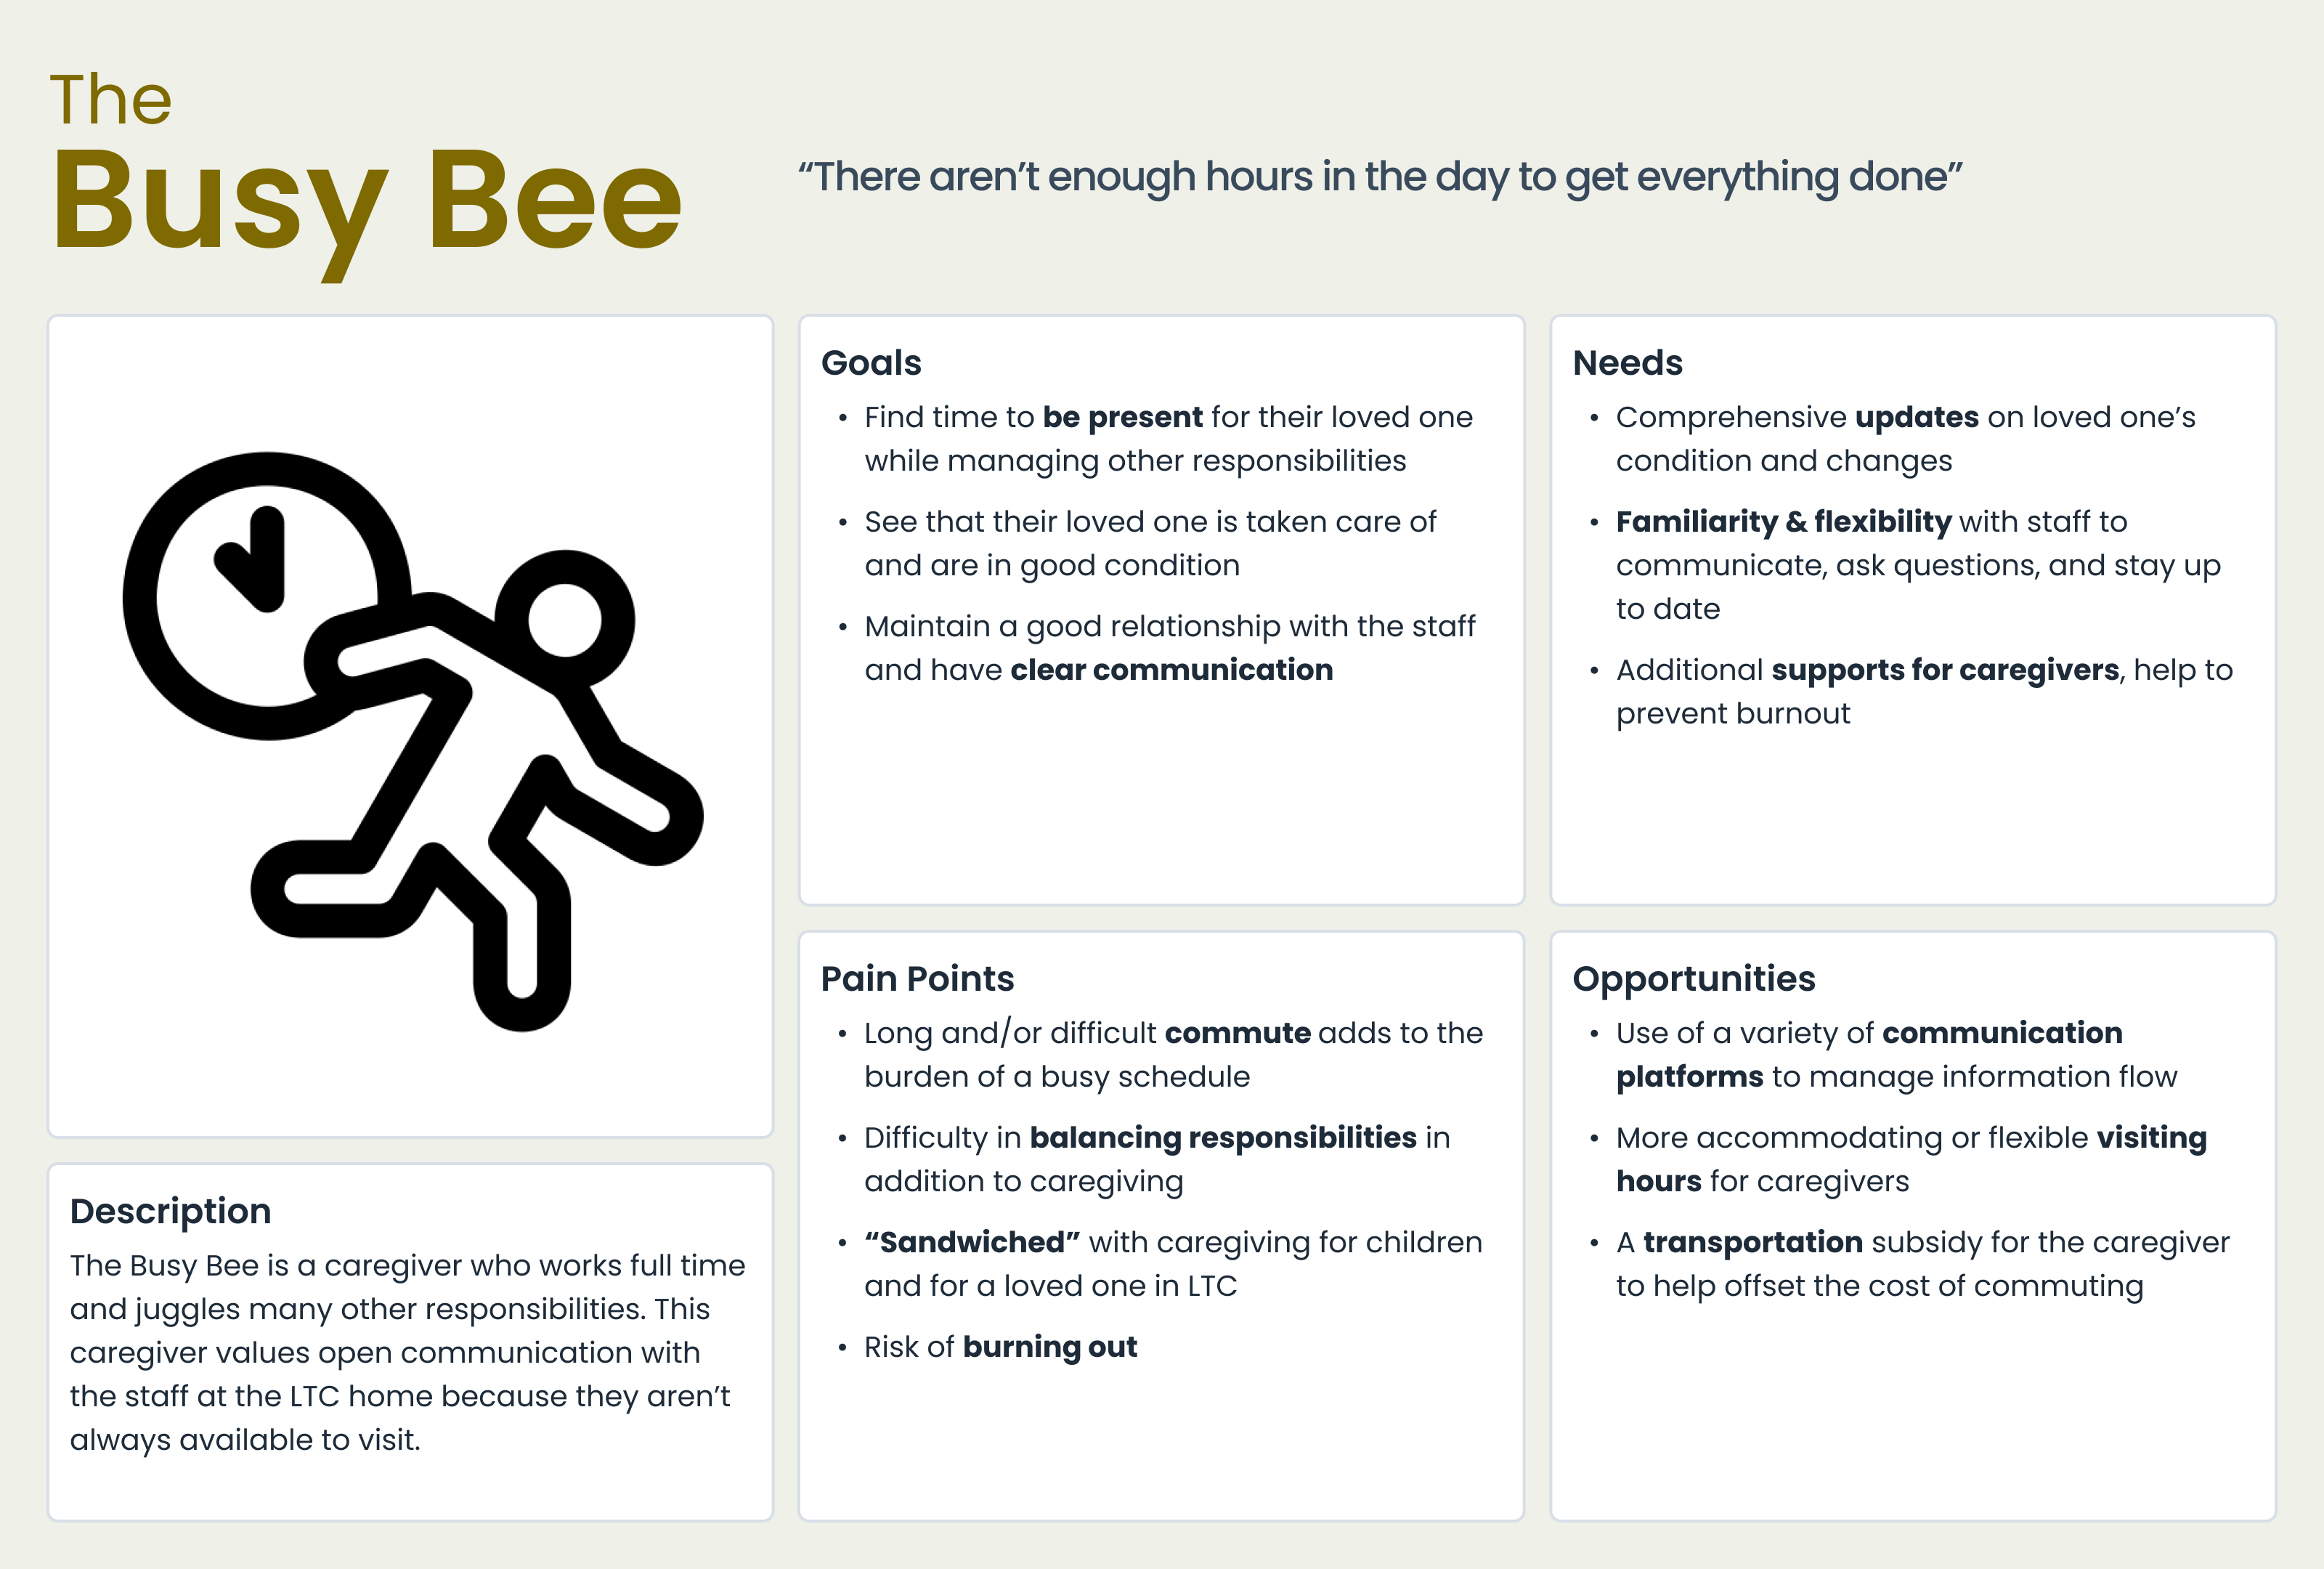 The
Busy Bee
“There aren’t enough hours in the day to get everything done”
Description
The Busy Bee is a caregiver who works full time
and juggles many other responsibilities. This
caregiver values open communication with
the staff at the LTC home because they aren’t
always available to visit.
Goals
• Find time to be present for their loved one
while managing other responsibilities
• See that their loved one is taken care of
and are in good condition
• Maintain a good relationship with the staff
and have clear communication
Needs
• Comprehensive updates on loved one’s
condition and changes
• Familiarity & flexibility with staff to
communicate, ask questions, and stay up
to date
• Additional supports for caregivers, help to
prevent burnout
Pain Points
• Long and/or difficult commute adds to the
burden of a busy schedule
• Difficulty in balancing responsibilities in
addition to caregiving
• “Sandwiched” with caregiving for children
and for a loved one in LTC
• Risk of burning out
Opportunities
• Use of a variety of communication
platforms to manage information flow
• More accommodating or flexible visiting
hours for caregivers
• A transportation subsidy for the caregiver
to help offset the cost of commuting